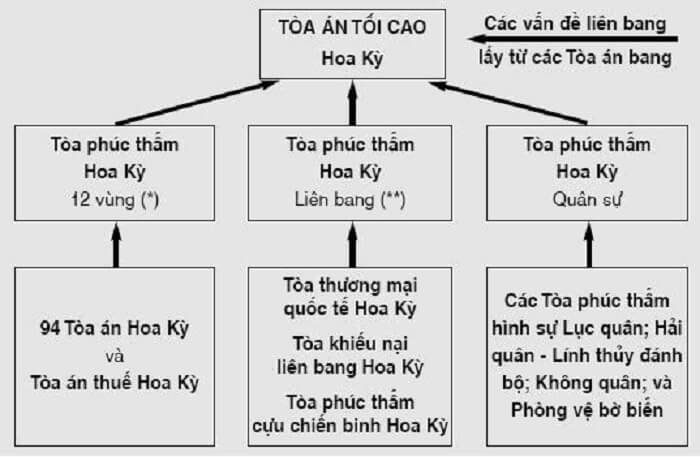 TÒA ÁN TỐI CAO
Hoa Kỳ
Các vấn đề liên bang
lấy từ các Tòa án bang
Tòa phúc thẩm
Hoa Kỳ
12 vùng (*)
Tòa phúc thẩm
Hoa Kỳ
Liên bang (**)
Tòa phúc thẩm
Hoa Kỳ
Quân sự
94 Tòa án Hoa Kỳ
và
Tòa án thuế Hoa Kỳ
Tòa thương mại
quốc tế Hoa Kỳ
Tòa khiếu nại
liên bang Hoa Kỳ
Tòa phúc thẩm
cựu chiến binh Hoa Kỳ
Các Tòa phúc thẩm
hình sự Lục quân; Hải
quân - Lính thủy đánh
bộ; Không quân; và
Phòng vệ bờ biển